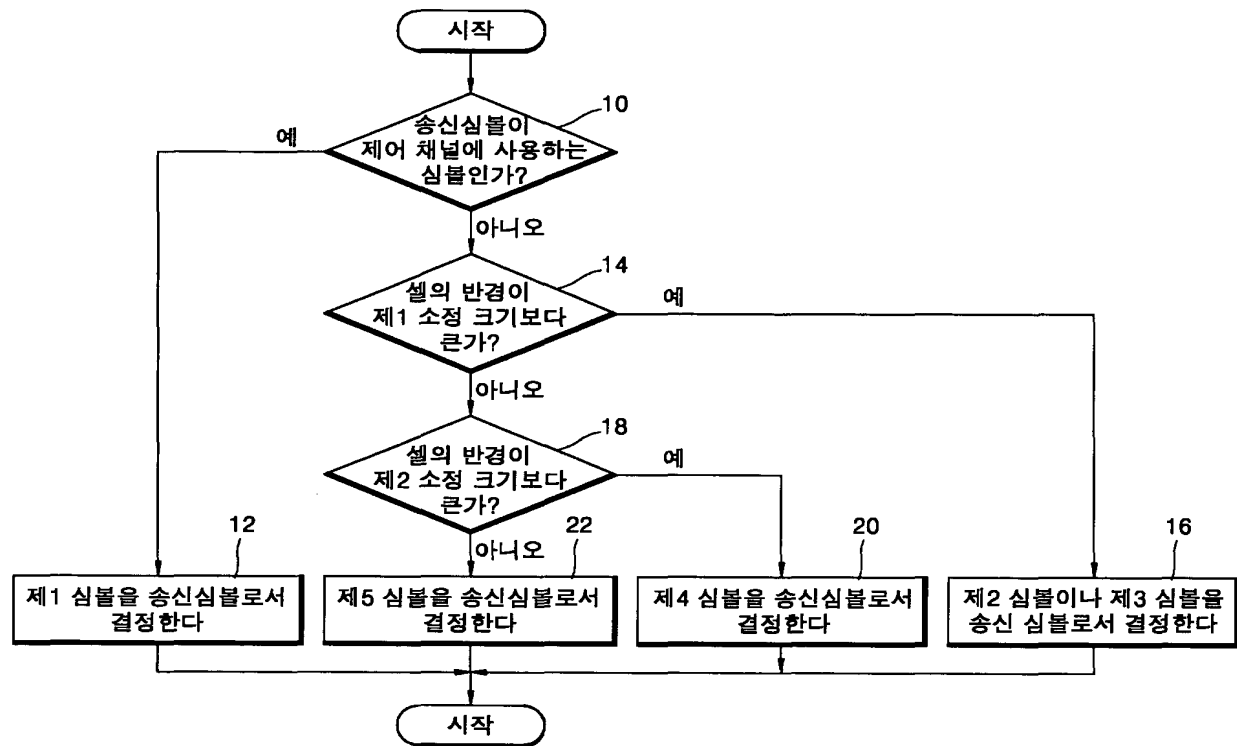 시작
송신심볼이
제어 채널에 사용하는
심볼인가?
10
예
아니오
셀의 반경이
제1 소정 크기보다
큰가?
14
예
아니오
셀의 반경이
제2 소정 크기보다
큰가?
18
예
아니오
12
제1 심볼을 송신심볼로서
결정한다
22
제5 심볼을 송신심볼로서
결정한다
20
제4 심볼을 송신심볼로서
결정한다
16
제2 심볼이나 제3 심볼을
송신 심볼로서 결정한다
시작